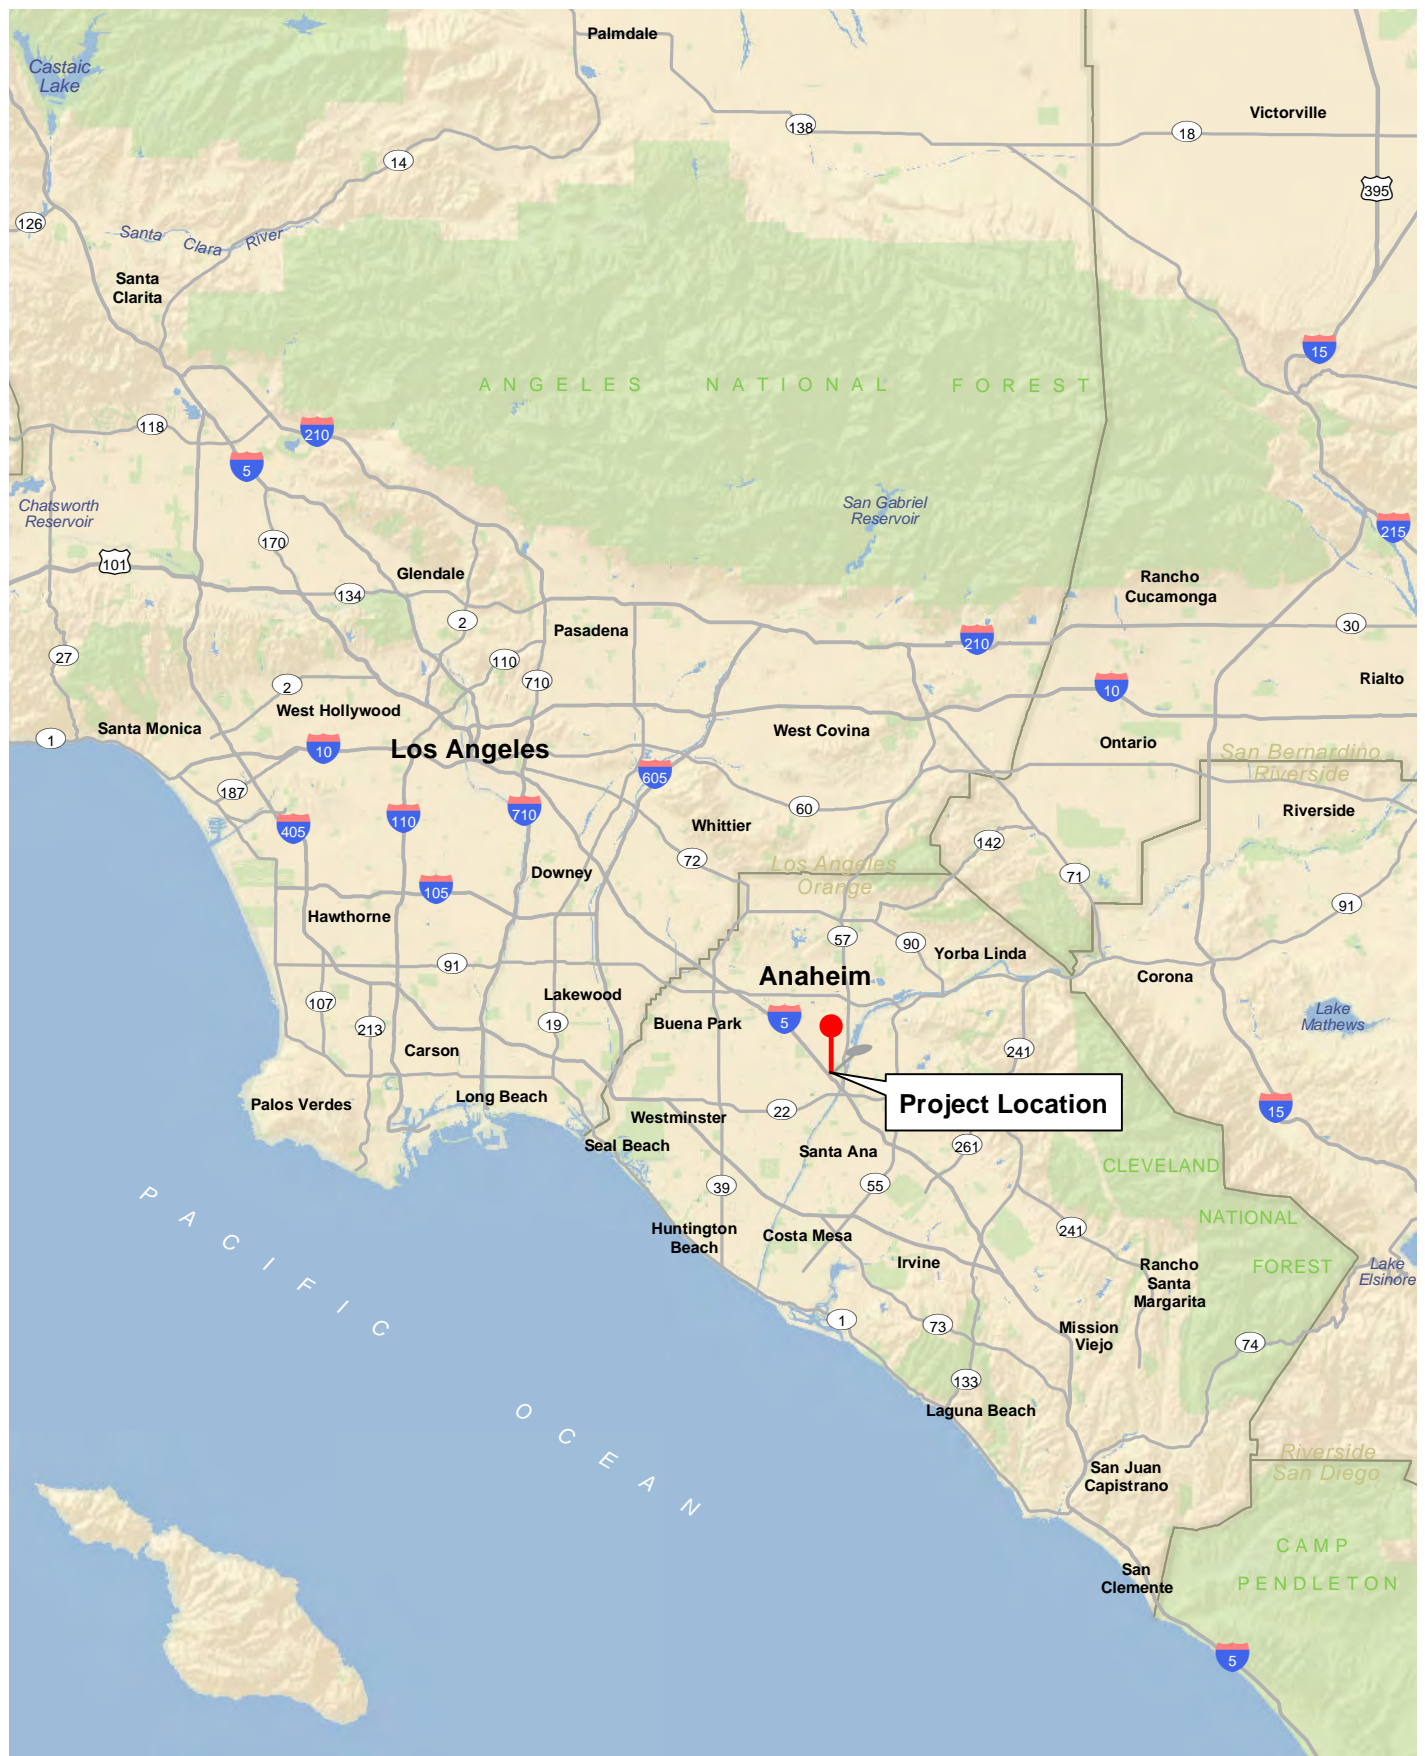 Palmdale
Castaic
Lake
Victorville
138
18
14
395
126
Santa Clara River
Santa
Clarita
15
ANGELES NATIONAL FOREST
118
210
5
Chatsworth
Reservoir
San Gabriel
Reservoir
215
170
101
Glendale
Rancho
Cucamonga
134
2
30
Pasadena
210
27
110
710
2
10
Rialto
West Hollywood
Santa Monica
1
West Covina
Ontario
10
Los Angeles
San Bernardino
Riverside
605
187
60
Riverside
405
110
710
Whittier
142
72
Los Angeles
Orange
Downey
71
105
91
Hawthorne
57
90
Yorba Linda
91
Anaheim
Corona
107
Lakewood
Lake
Mathews
213
19
Buena Park
5
241
Carson
Long Beach
Palos Verdes
Project Location
15
Westminster
22
Seal Beach
Santa Ana
261
CLEVELAND
NATIONAL
FOREST
39
55
Huntington
Beach
Costa Mesa
241
Irvine
Rancho
Santa
Margarita
Lake
Elsinore
PACIFIC
1
73
Mission
Viejo
74
133
Laguna Beach
OCEAN
Riverside
San Diego
San Juan
Capistrano
CAMP
PENDLETON
San
Clemente
5